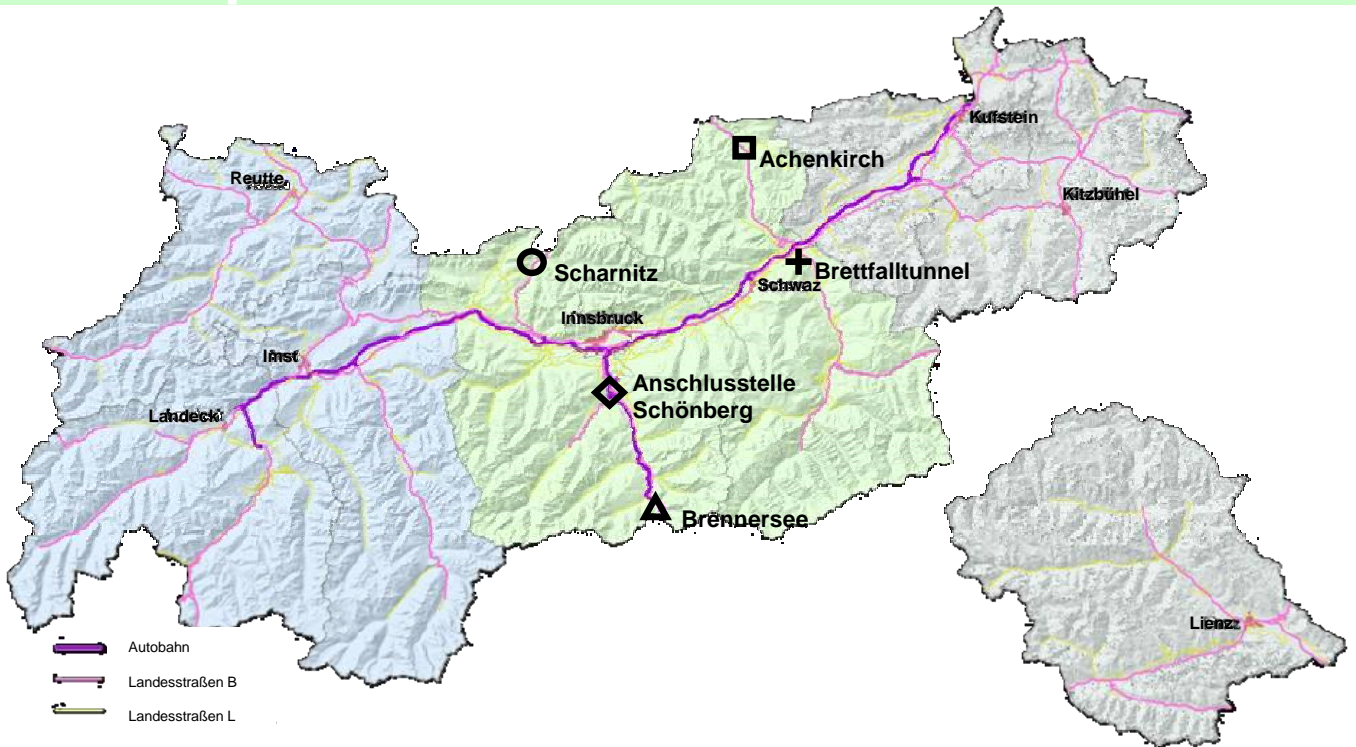 Kufstein
Achenkirch
Reutte
Kitzbühel
Scharnitz
Brettfalltunnel
Schwaz
Innsbruck
Imst
Anschlusstelle
Schönberg
Landeck
Brennersee
Lienz
Autobahn
Landesstraßen B
Landesstraßen L